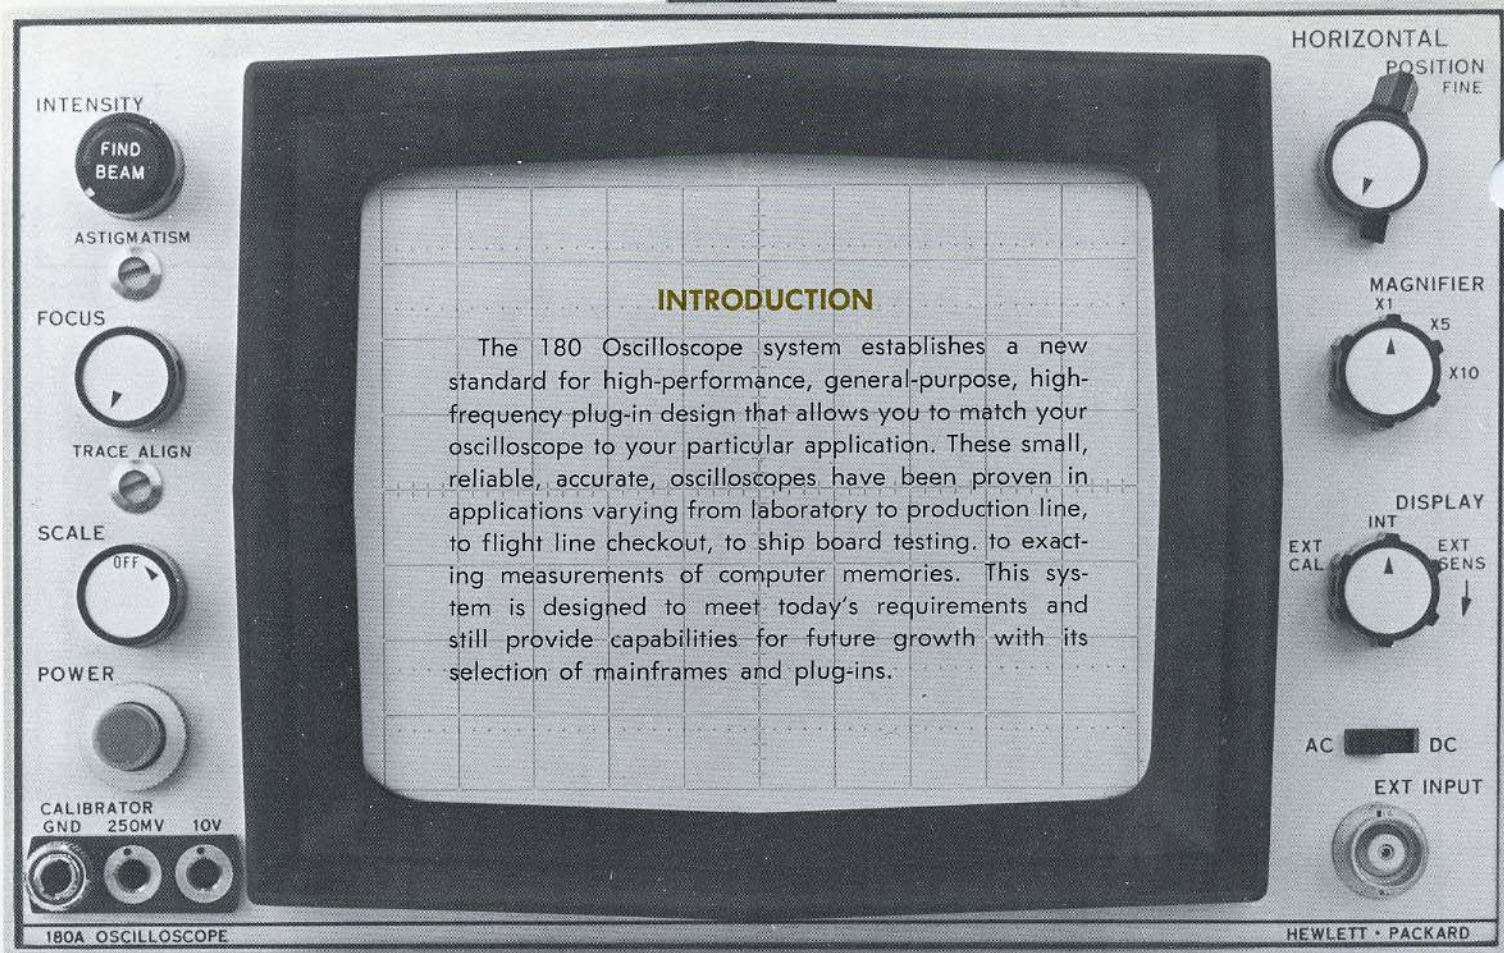 HORIZONTAL
POSITION
FINE
INTENSITY
FIND
BEAM
ASTIGMATISM
FOCUS
TRACE ALIGN
SCALE
OFF
POWER
CALIBRATOR
GND 250MV 10V
180A OSCILLOSCOPE
INTRODUCTION
The 180 Oscilloscope system establishes a new
standard for high-performance, general-purpose, high-
frequency plug-in design that allows you to match your
oscilloscope to your particular application. These small,
reliable, accurate, oscilloscopes have been proven in
applications varying from laboratory to production line,
to flight line checkout, to ship board testing. to exact-
ing measurements of computer memories. This sys-
tem is designed to meet today's requirements and
still provide capabilities for future growth with its
selection of mainframes and plug-ins.
MAGNIFIER
X1
X5
X10
DISPLAY
INT
EXT
CAL
EXT
SENS
AC DC
EXT INPUT
HEWLETT · PACKARD